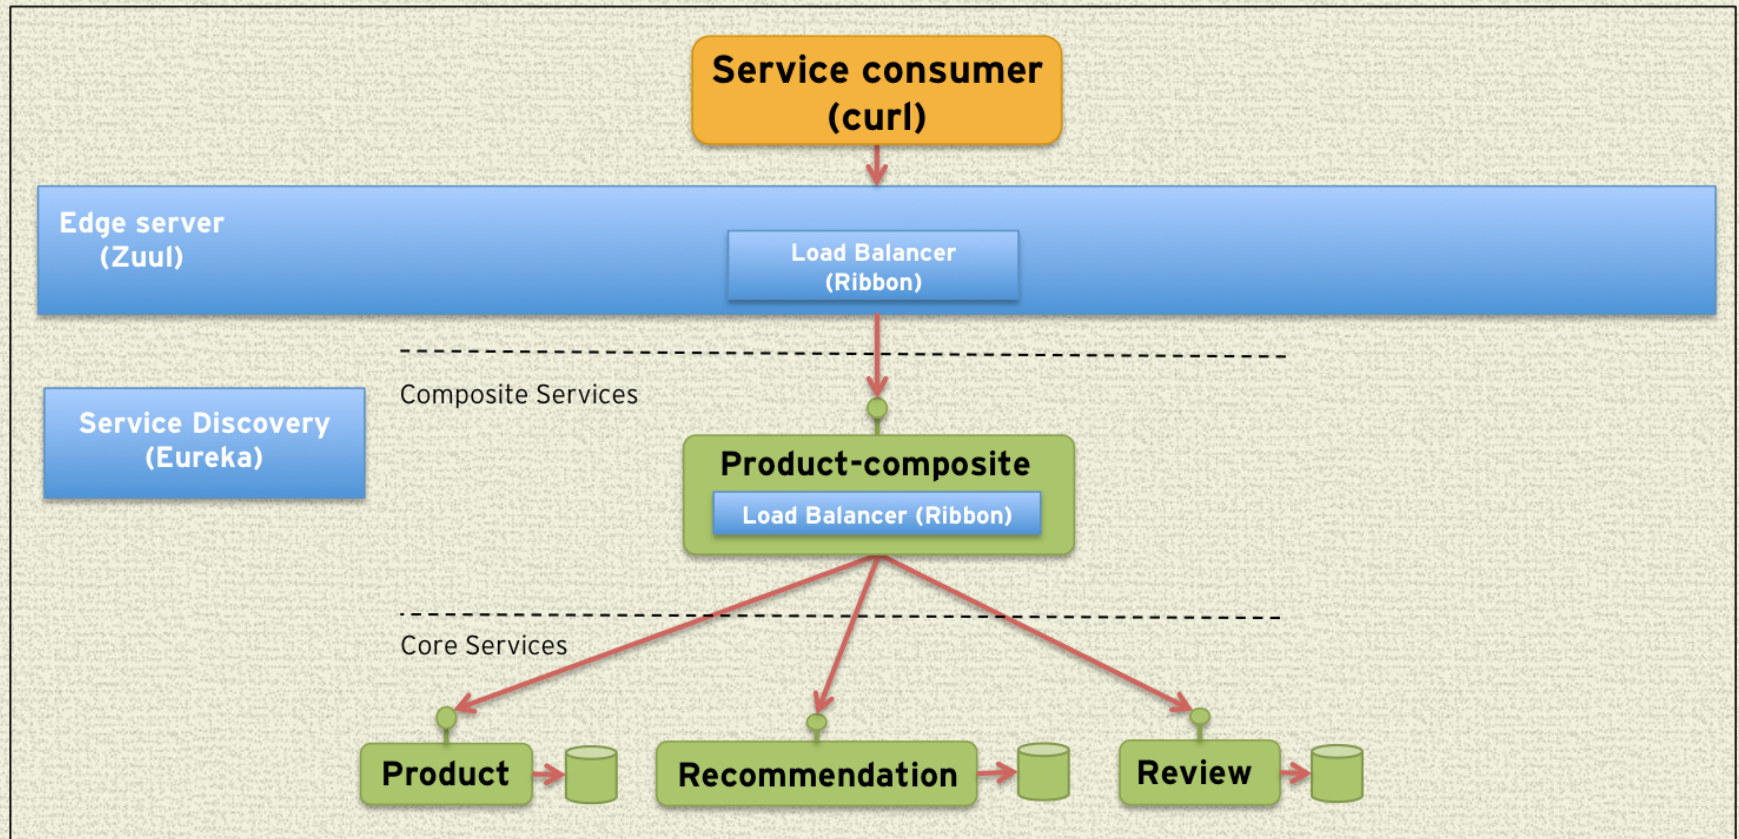 Service consumer
(curl)
Edge server
(Zuul)
Load Balancer
(Ribbon)
Composite Services
Service Discovery
(Eureka)
Product-composite
Load Balancer (Ribbon)
Core Services
Product
Recommendation
Review